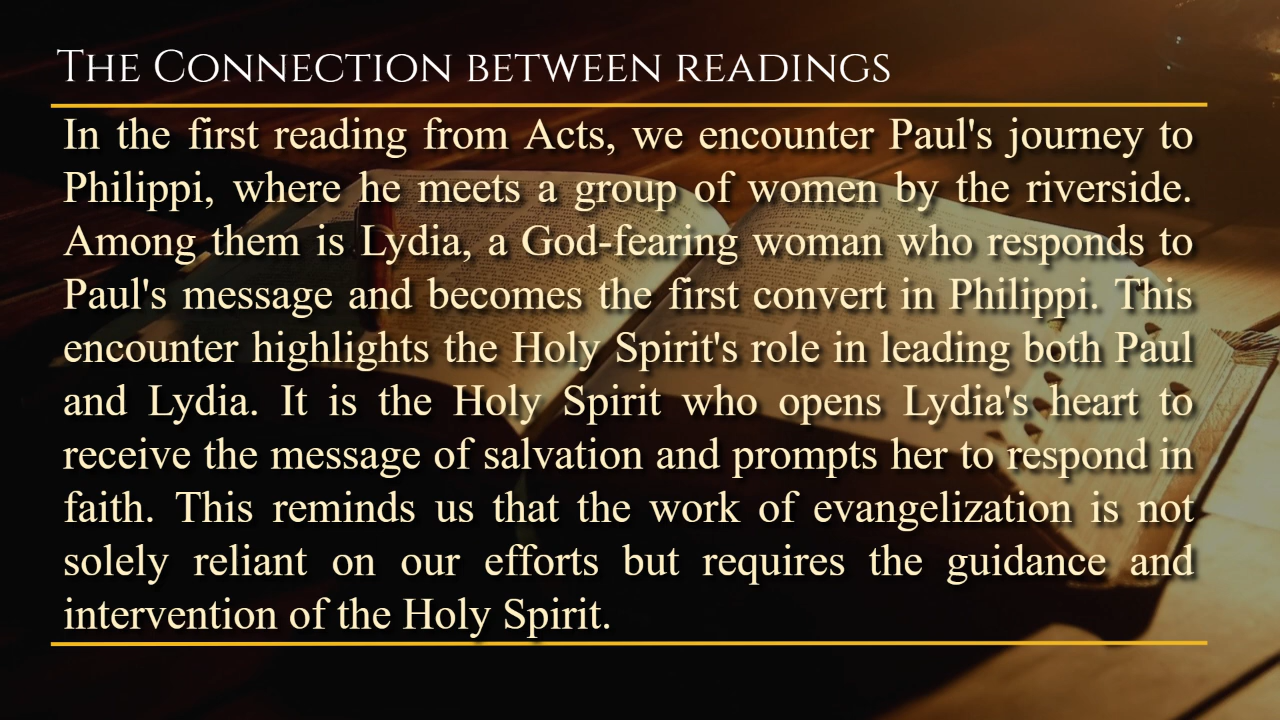 The Connection between readings
In the first reading from Acts, we encounter Paul's journey to
Philippi, where he meets a group of women by the riverside.
Among them is Lydia, a God-fearing woman who responds to
Paul's message and becomes the first convert in Philippi. This
encounter highlights the Holy Spirit's role in leading both Paul
and Lydia. It is the Holy Spirit who opens Lydia's heart to
receive the message of salvation and prompts her to respond in
faith. This reminds us that the work of evangelization is not
solely reliant on our efforts but requires the guidance and
intervention of the Holy Spirit.